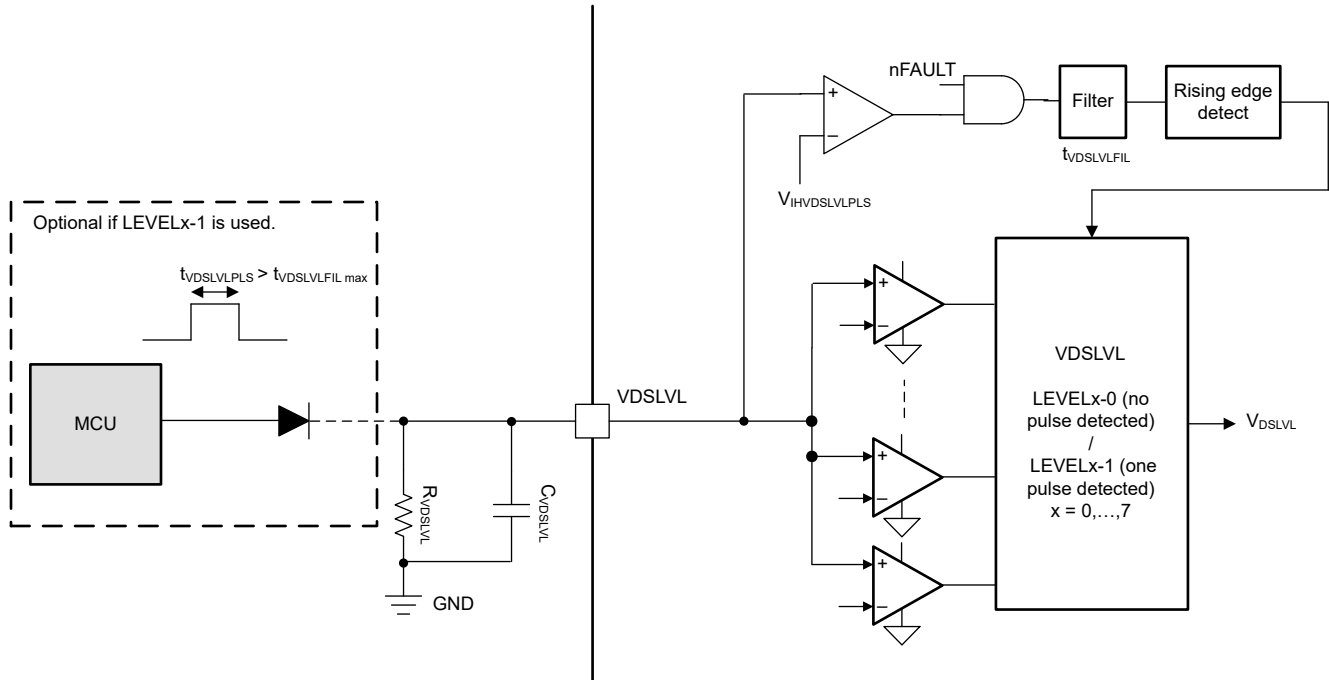 Optional if LEVELx-1 is used.
tVDSLVLPLS > tVDSLVLFIL max
MCU
RVDSLVL
CVDSLVL
GND
VDSLVL
nFAULT
+
−
VIHVDSLVLPLS
Filter
tVDSLVLFIL
Rising edge
detect
+
−
+
−
+
−
VDSLVL
LEVELx-0 (no
pulse detected)
/
LEVELx-1 (one
pulse detected)
x = 0,…,7
VDSLVL